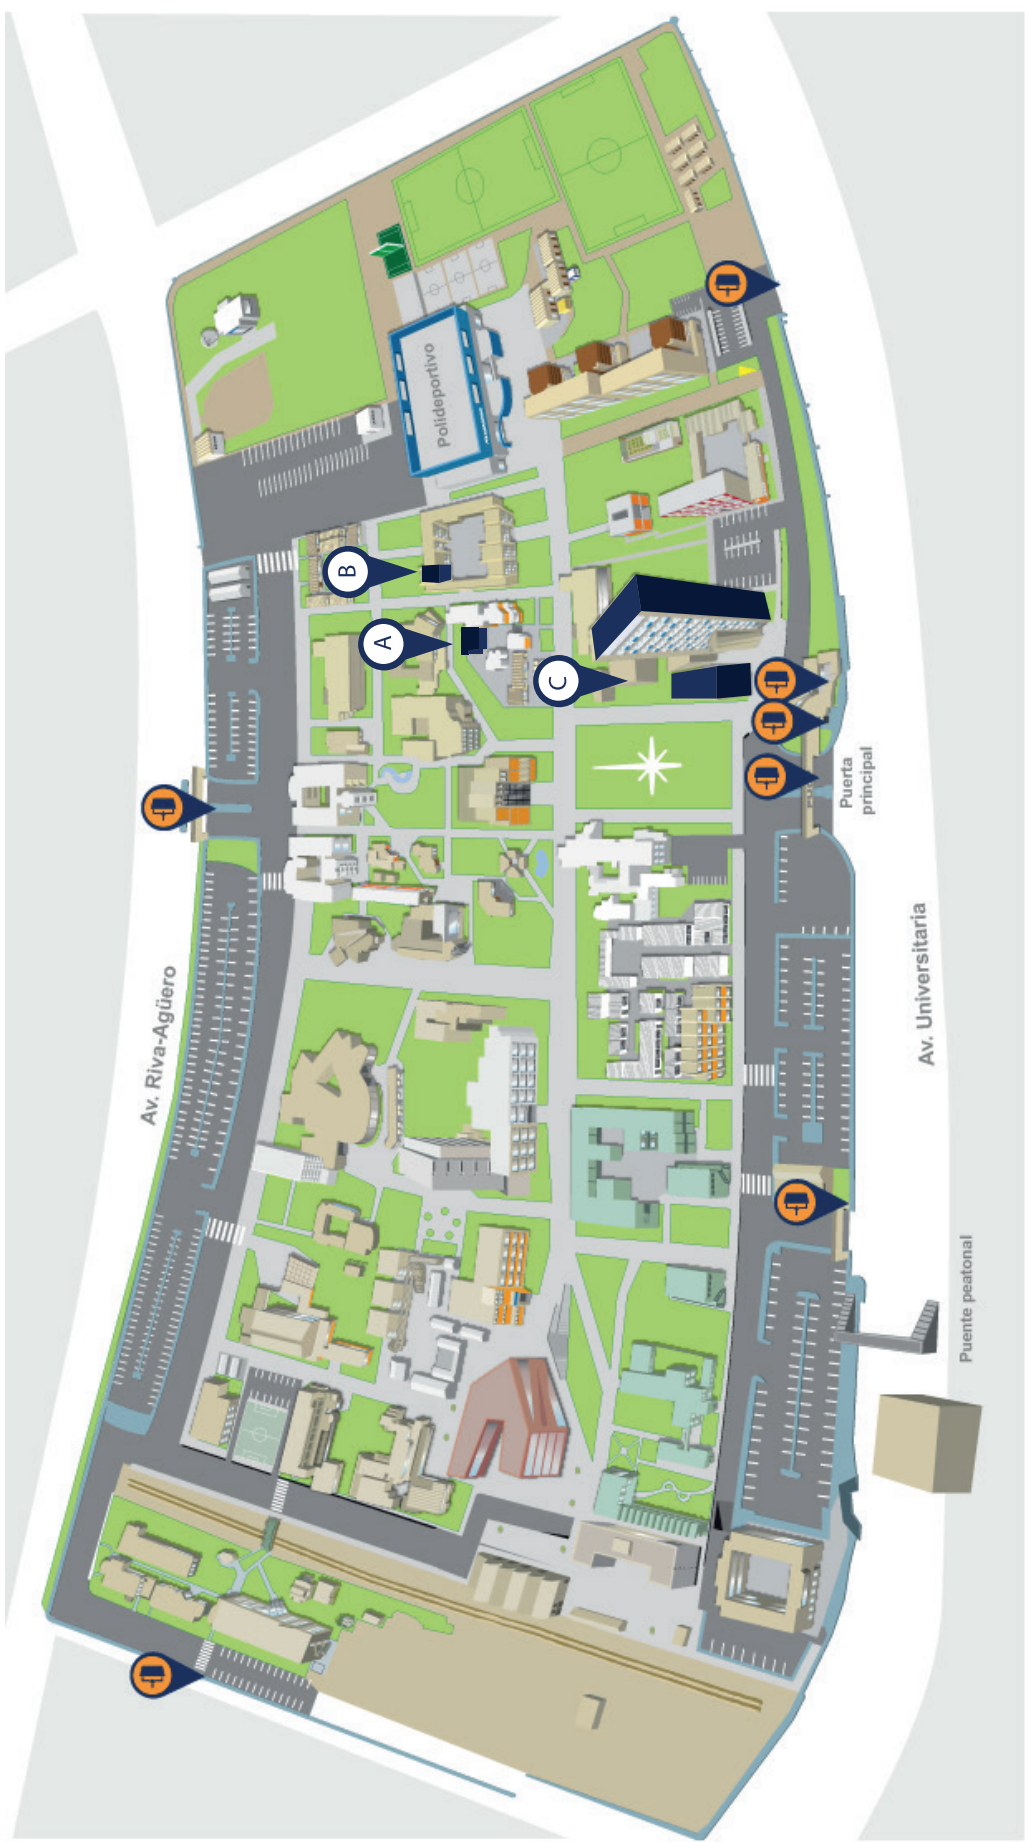 Polideportivo
B
A
C
Puerta
principal
Av. Riva-Agüero
Av. Universitaria
Puente peatonal